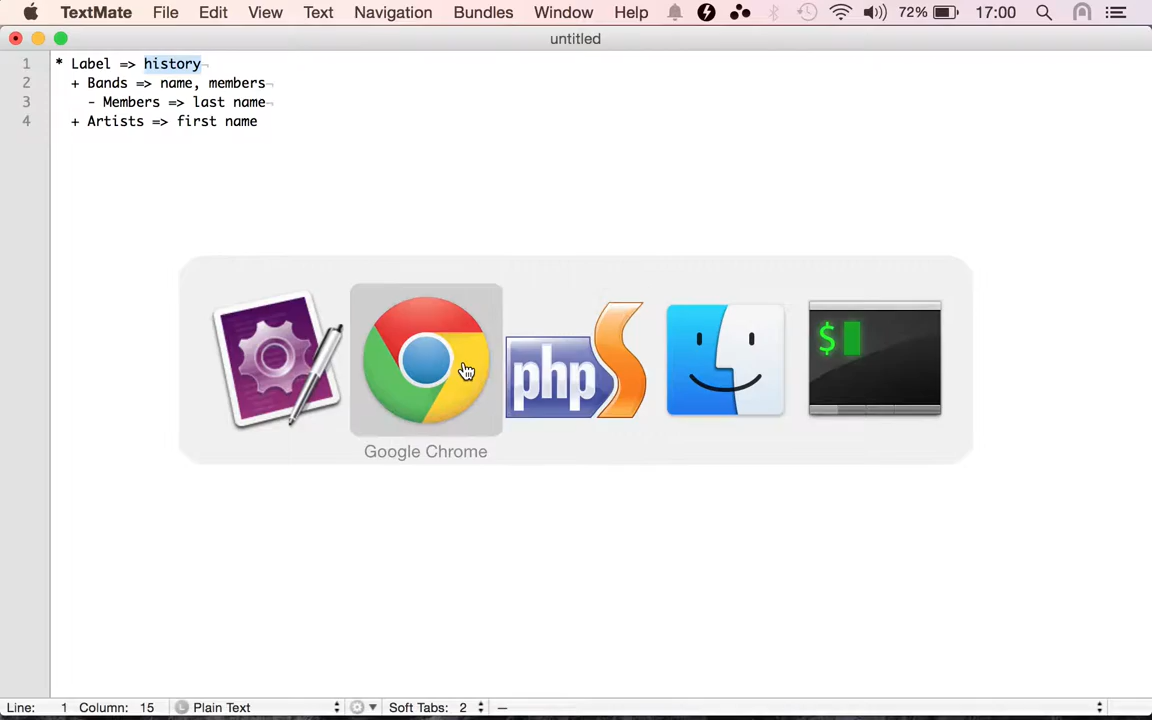 TextMate File Edit View Text Navigation Bundles Window Help 72% 17:00
untitled
1 * Label => history¬
2 + Bands => name, members¬
3 - Members => last name¬
4 + Artists => first name
php
$
Google Chrome
Line: 1 Column: 15 L Plain Text Soft Tabs: 2 —